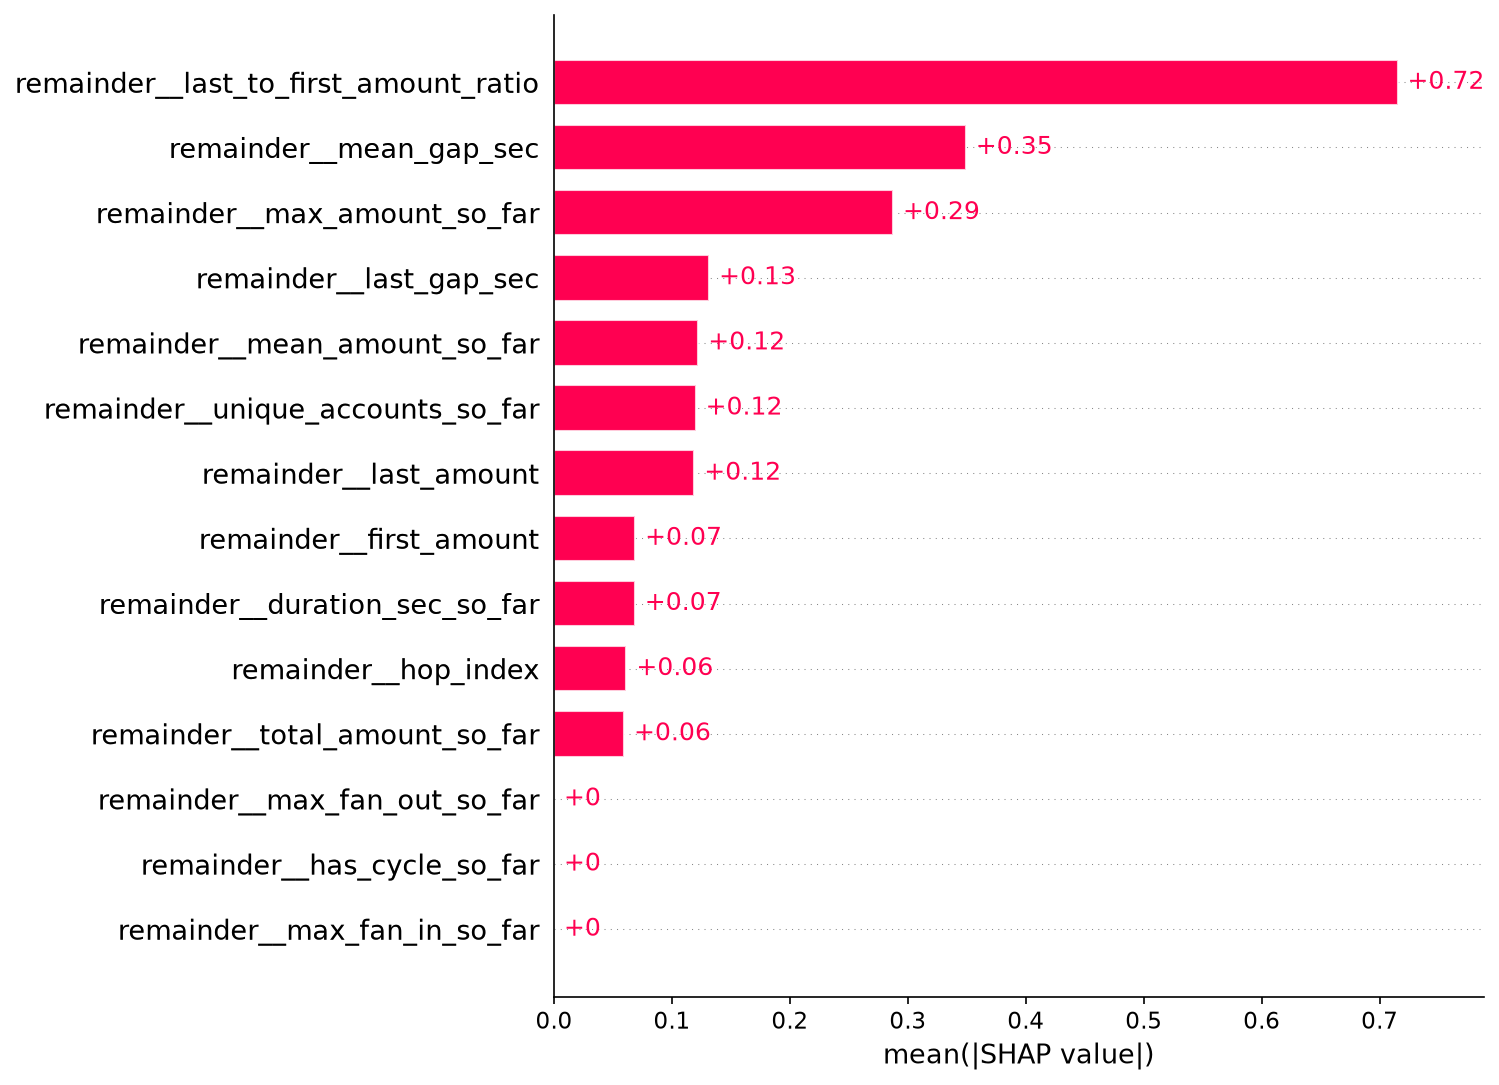 remainder__last_to_first_amount_ratio +0.72
remainder__mean_gap_sec +0.35
remainder__max_amount_so_far +0.29
remainder__last_gap_sec +0.13
remainder__mean_amount_so_far +0.12
remainder__unique_accounts_so_far +0.12
remainder__last_amount +0.12
remainder__first_amount +0.07
remainder__duration_sec_so_far +0.07
remainder__hop_index +0.06
remainder__total_amount_so_far +0.06
remainder__max_fan_out_so_far +0
remainder__has_cycle_so_far +0
remainder__max_fan_in_so_far +0
0.0 0.1 0.2 0.3 0.4 0.5 0.6 0.7
mean(|SHAP value|)